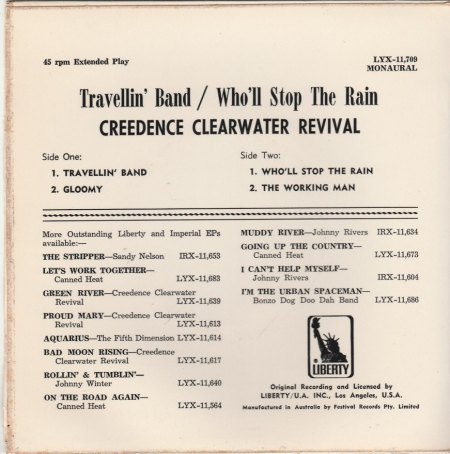 45 rpm Extended Play
LYX-11,709
MONAURAL
Travellin' Band / Who'll Stop The Rain
CREEDENCE CLEARWATER REVIVAL
Side One:
1. TRAVELLIN' BAND
2. GLOOMY
Side Two:
1. WHO'LL STOP THE RAIN
2. THE WORKING MAN
More Outstanding Liberty and Imperial EPs
available:—
THE STRIPPER—Sandy Nelson IRX-11,653
LET'S WORK TOGETHER—
Canned Heat LYX-11,683
GREEN RIVER—Creedence Clearwater
Revival LYX-11,639
PROUD MARY—Creedence Clearwater
Revival LYX-11,613
AQUARIUS—The Fifth Dimension LYX-11,614
BAD MOON RISING—Creedence
Clearwater Revival LYX-11,617
ROLLIN' & TUMBLIN'—
Johnny Winter LYX-11,640
ON THE ROAD AGAIN—
Canned Heat LYX-11,564
MUDDY RIVER—Johnny Rivers IRX-11,634
GOING UP THE COUNTRY—
Canned Heat LYX-11,673
I CAN'T HELP MYSELF—
Johnny Rivers IRX-11,604
I'M THE URBAN SPACEMAN—
Bonzo Dog Doo Dah Band LYX-11,686
LIBERTY
Original Recording and Licensed by
LIBERTY/U.A. INC., Los Angeles, U.S.A.
Manufactured in Australia by Festival Records Pty. Limited